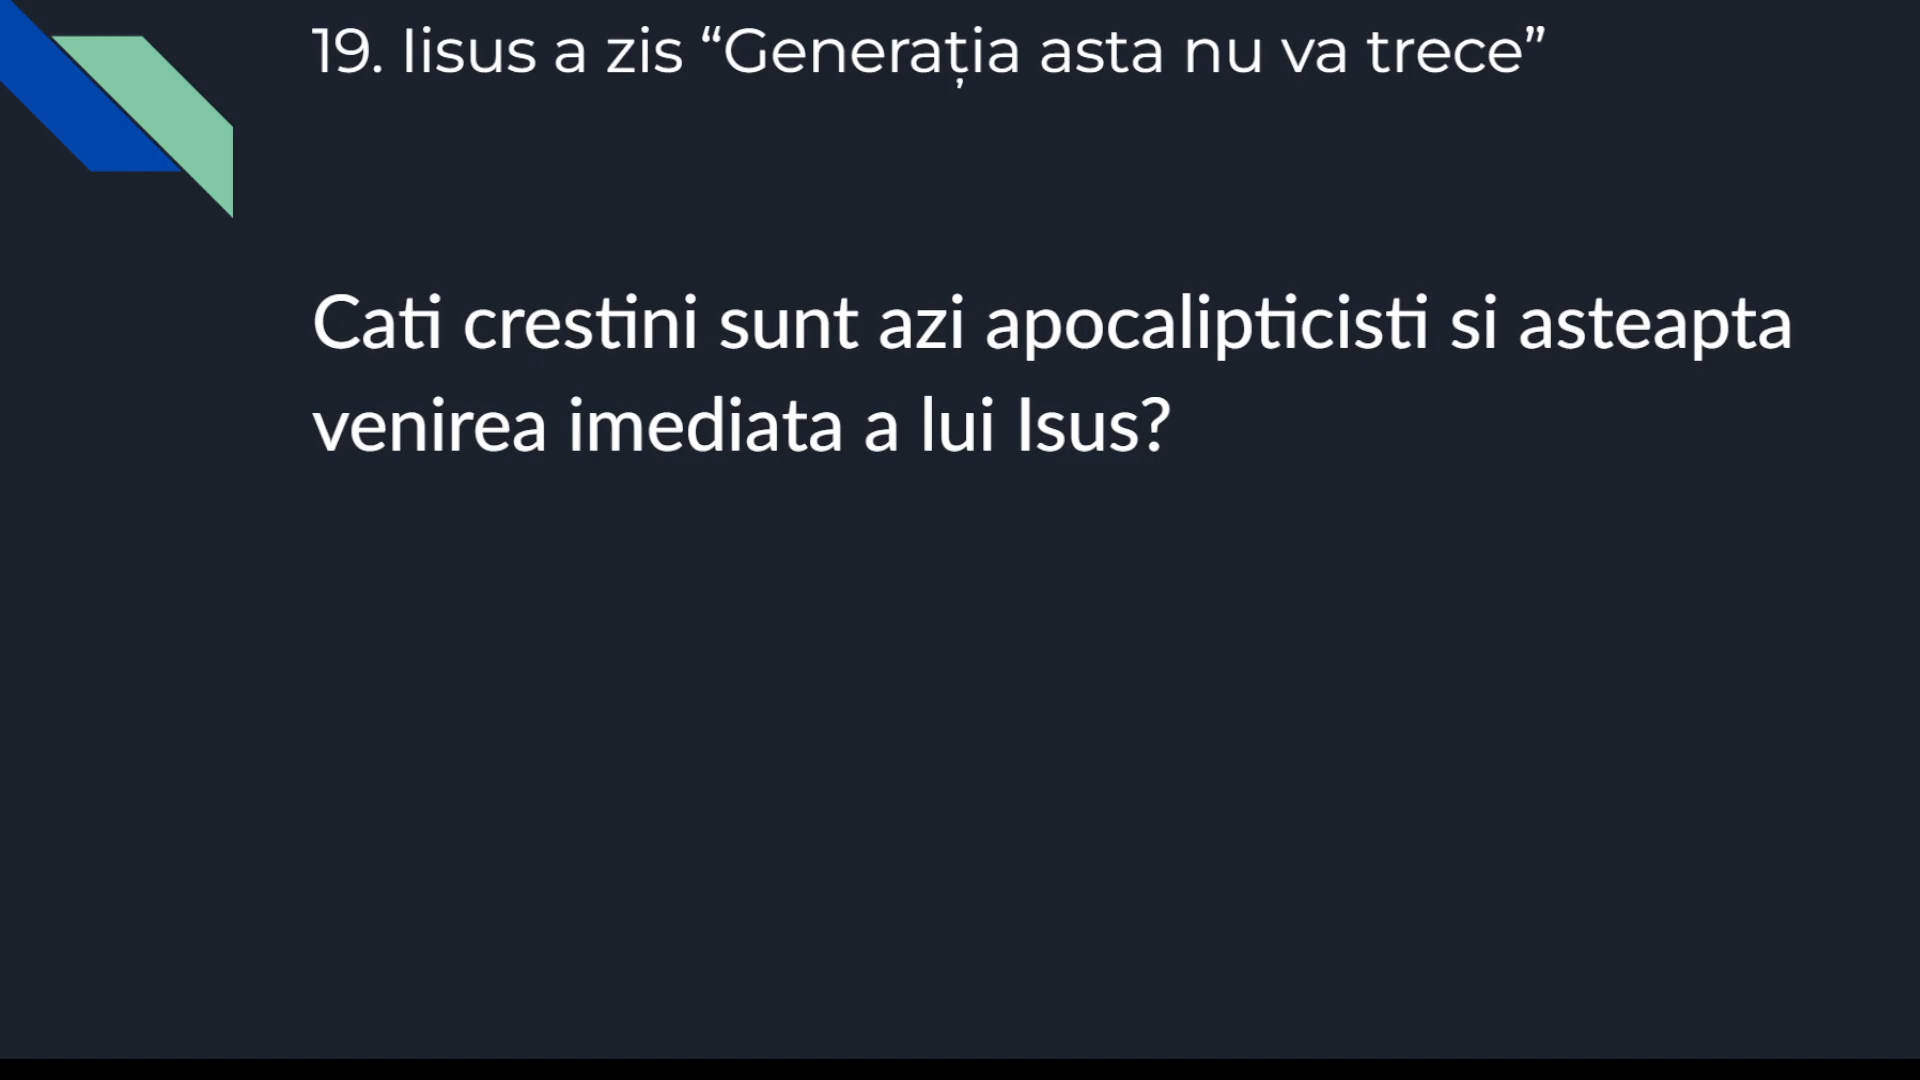 19. Iisus a zis “Generația asta nu va trece”
Cati crestini sunt azi apocalipticisti si asteapta
venirea imediata a lui Isus?